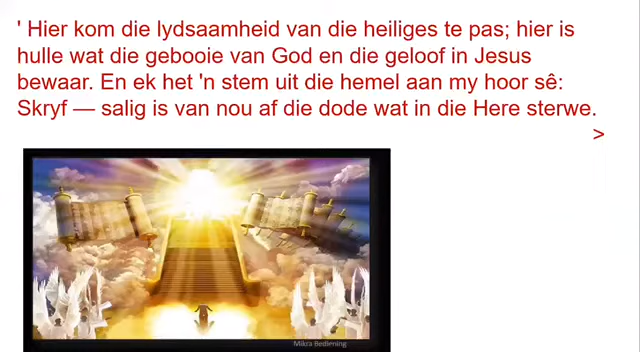 ' Hier kom die lydsaamheid van die heiliges te pas; hier is
hulle wat die gebooie van God en die geloof in Jesus
bewaar. En ek het 'n stem uit die hemel aan my hoor sê:
Skryf — salig is van nou af die dode wat in die Here sterwe.
>
Mikra Bediening